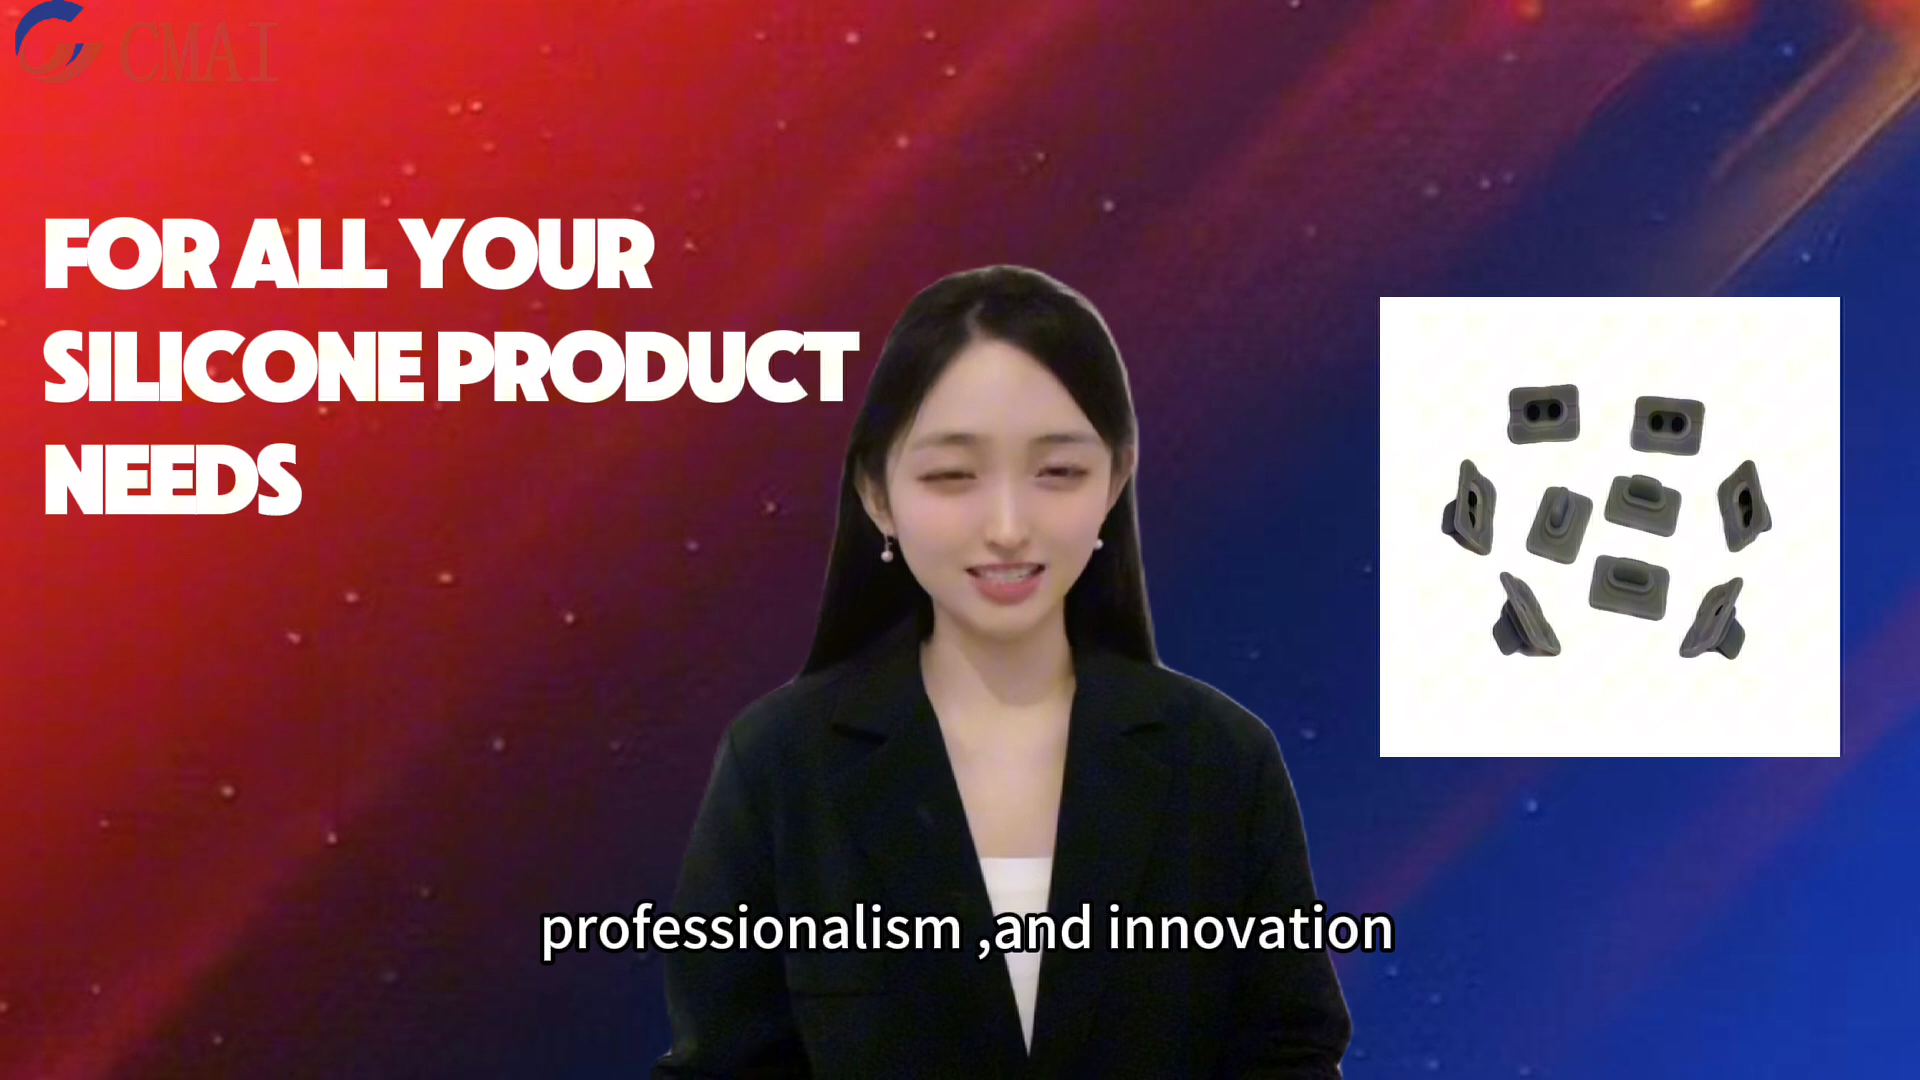 CMAI
FOR ALL YOUR
SILICONE PRODUCT
NEEDS
professionalism ,and innovation